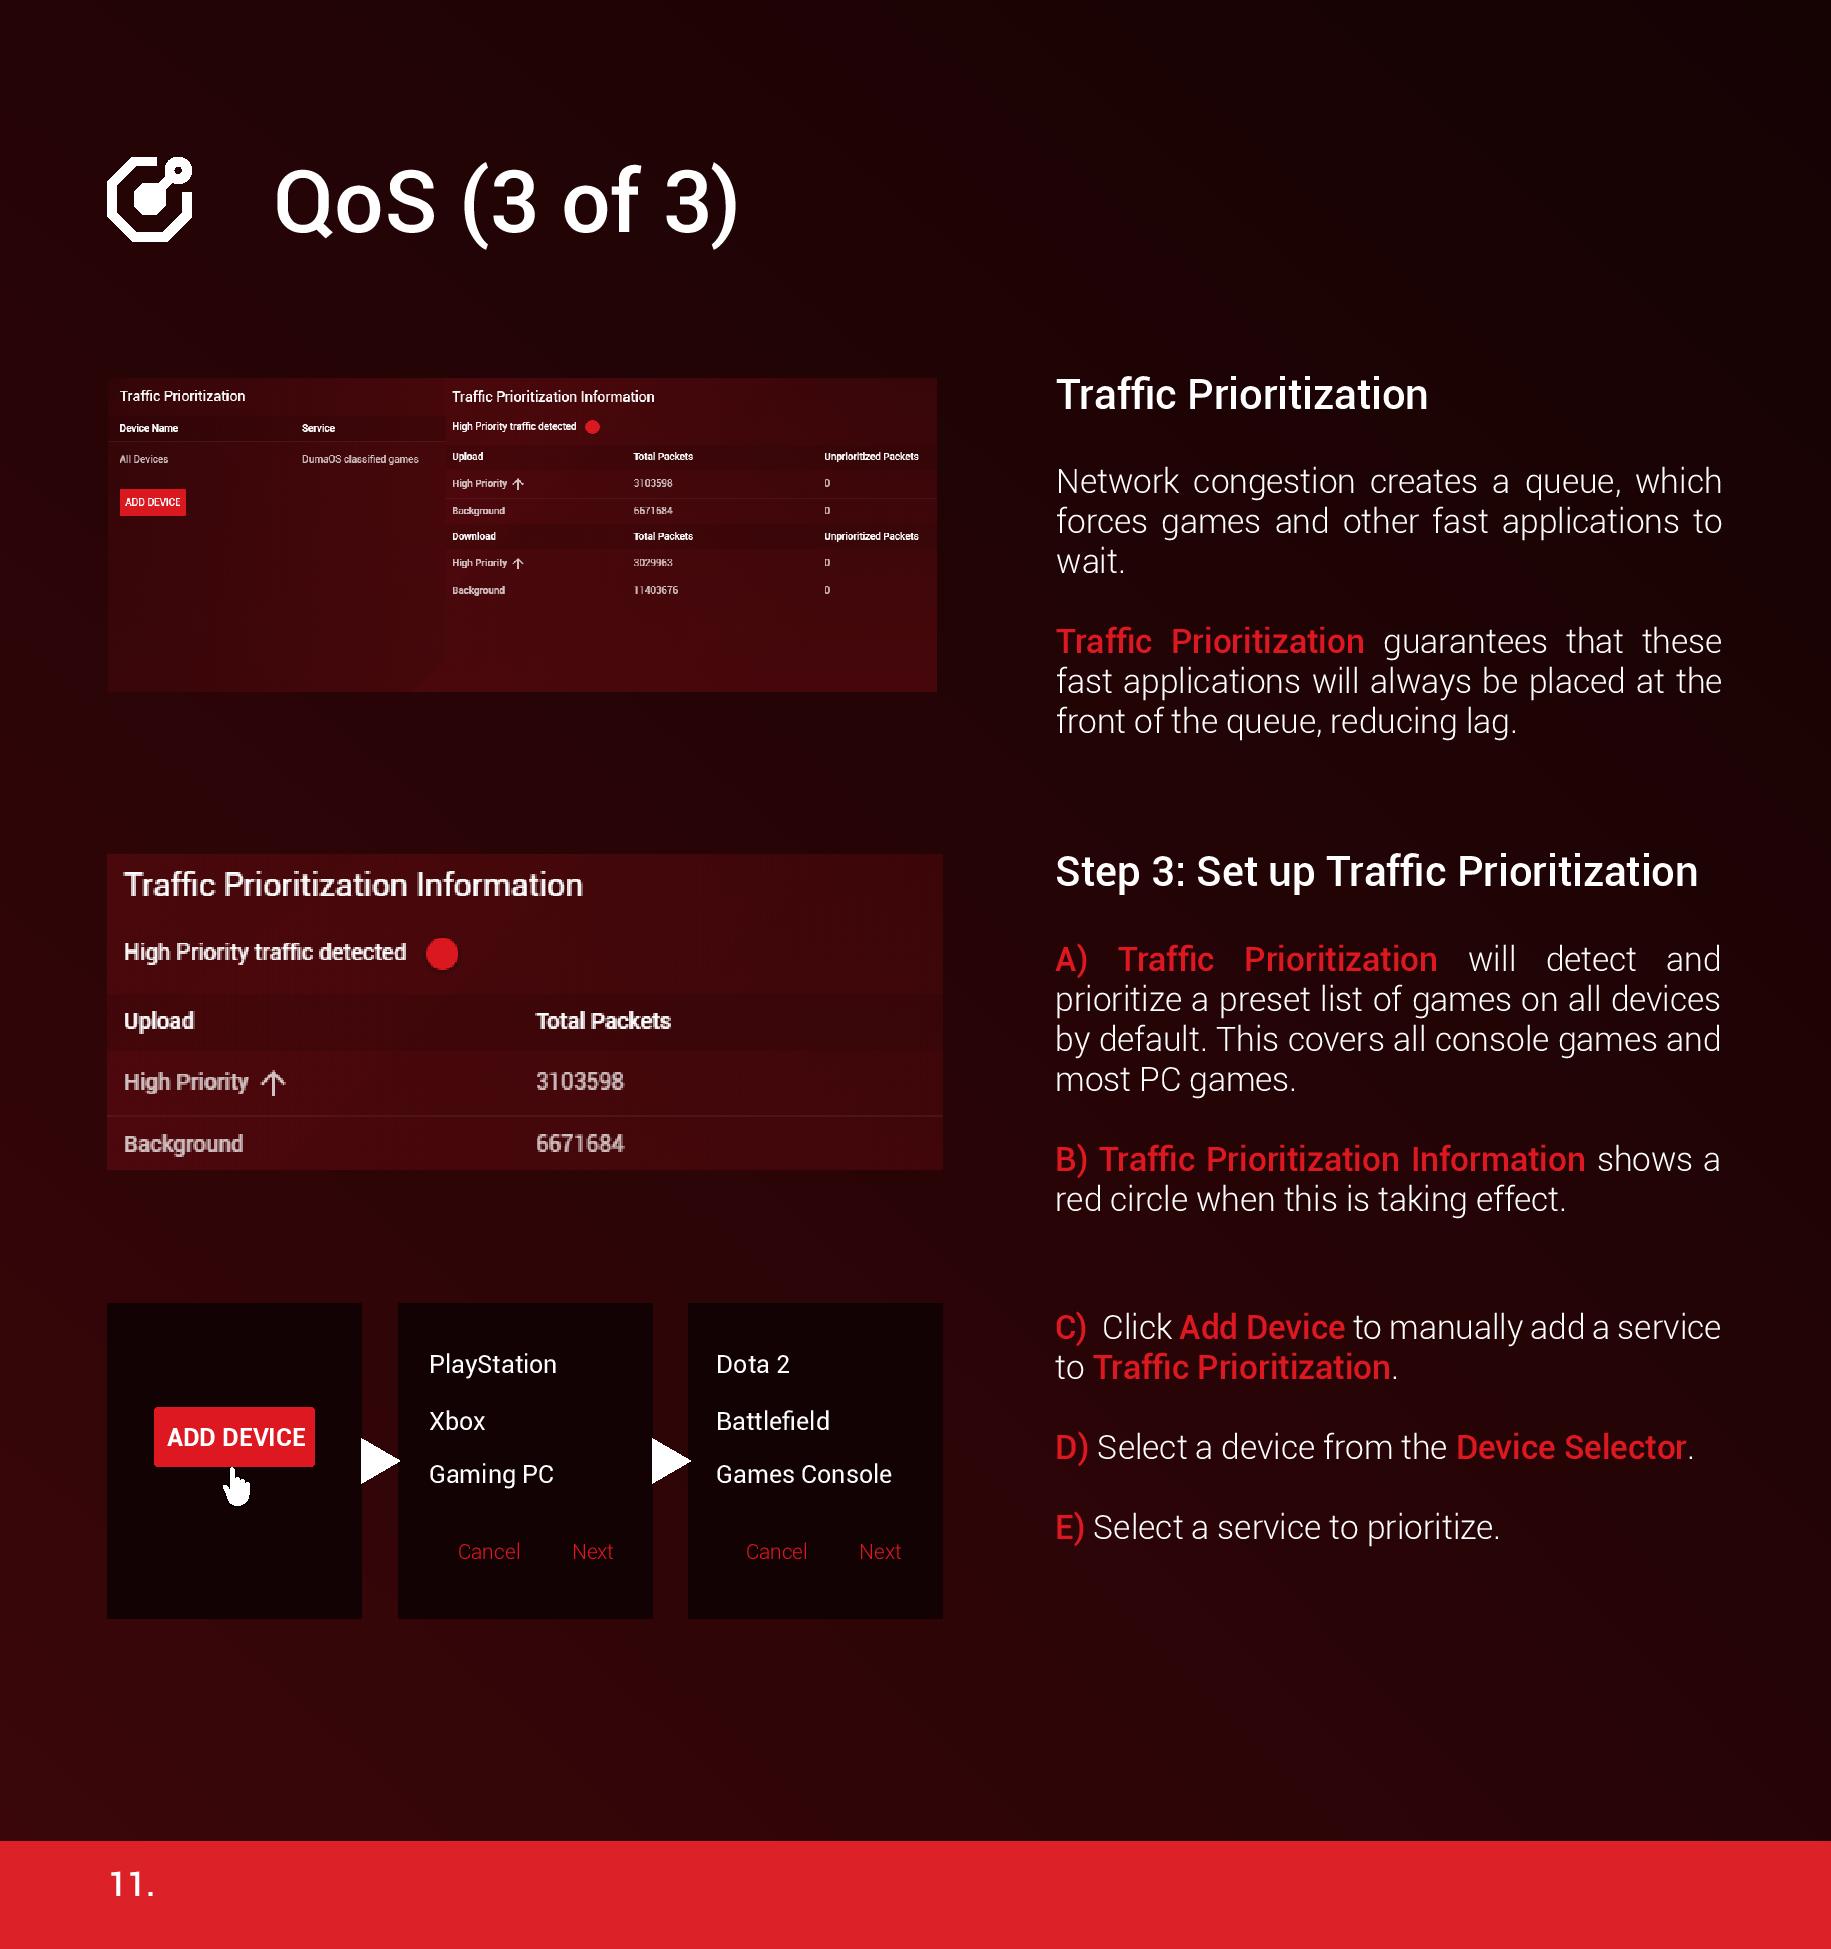 QoS (3 of 3)
Traffic Prioritization
Device Name Service
All Devices DumaOS classified games
ADD DEVICE
Traffic Prioritization Information
High Priority traffic detected
Upload Total Packets Unprioritized Packets
High Priority ↑ 3103598 0
Background 6671684 0
Download Total Packets Unprioritized Packets
High Priority ↑ 3029963 0
Background 11403676 0
Traffic Prioritization
Network congestion creates a queue, which
forces games and other fast applications to
wait.
Traffic Prioritization guarantees that these
fast applications will always be placed at the
front of the queue, reducing lag.
Traffic Prioritization Information
High Priority traffic detected
Upload Total Packets
High Priority ↑ 3103598
Background 6671684
Step 3: Set up Traffic Prioritization
A) Traffic Prioritization will detect and
prioritize a preset list of games on all devices
by default. This covers all console games and
most PC games.
B) Traffic Prioritization Information shows a
red circle when this is taking effect.
ADD DEVICE
PlayStation
Xbox
Gaming PC
Cancel Next
Dota 2
Battlefield
Games Console
Cancel Next
C) Click Add Device to manually add a service
to Traffic Prioritization.
D) Select a device from the Device Selector.
E) Select a service to prioritize.
11.